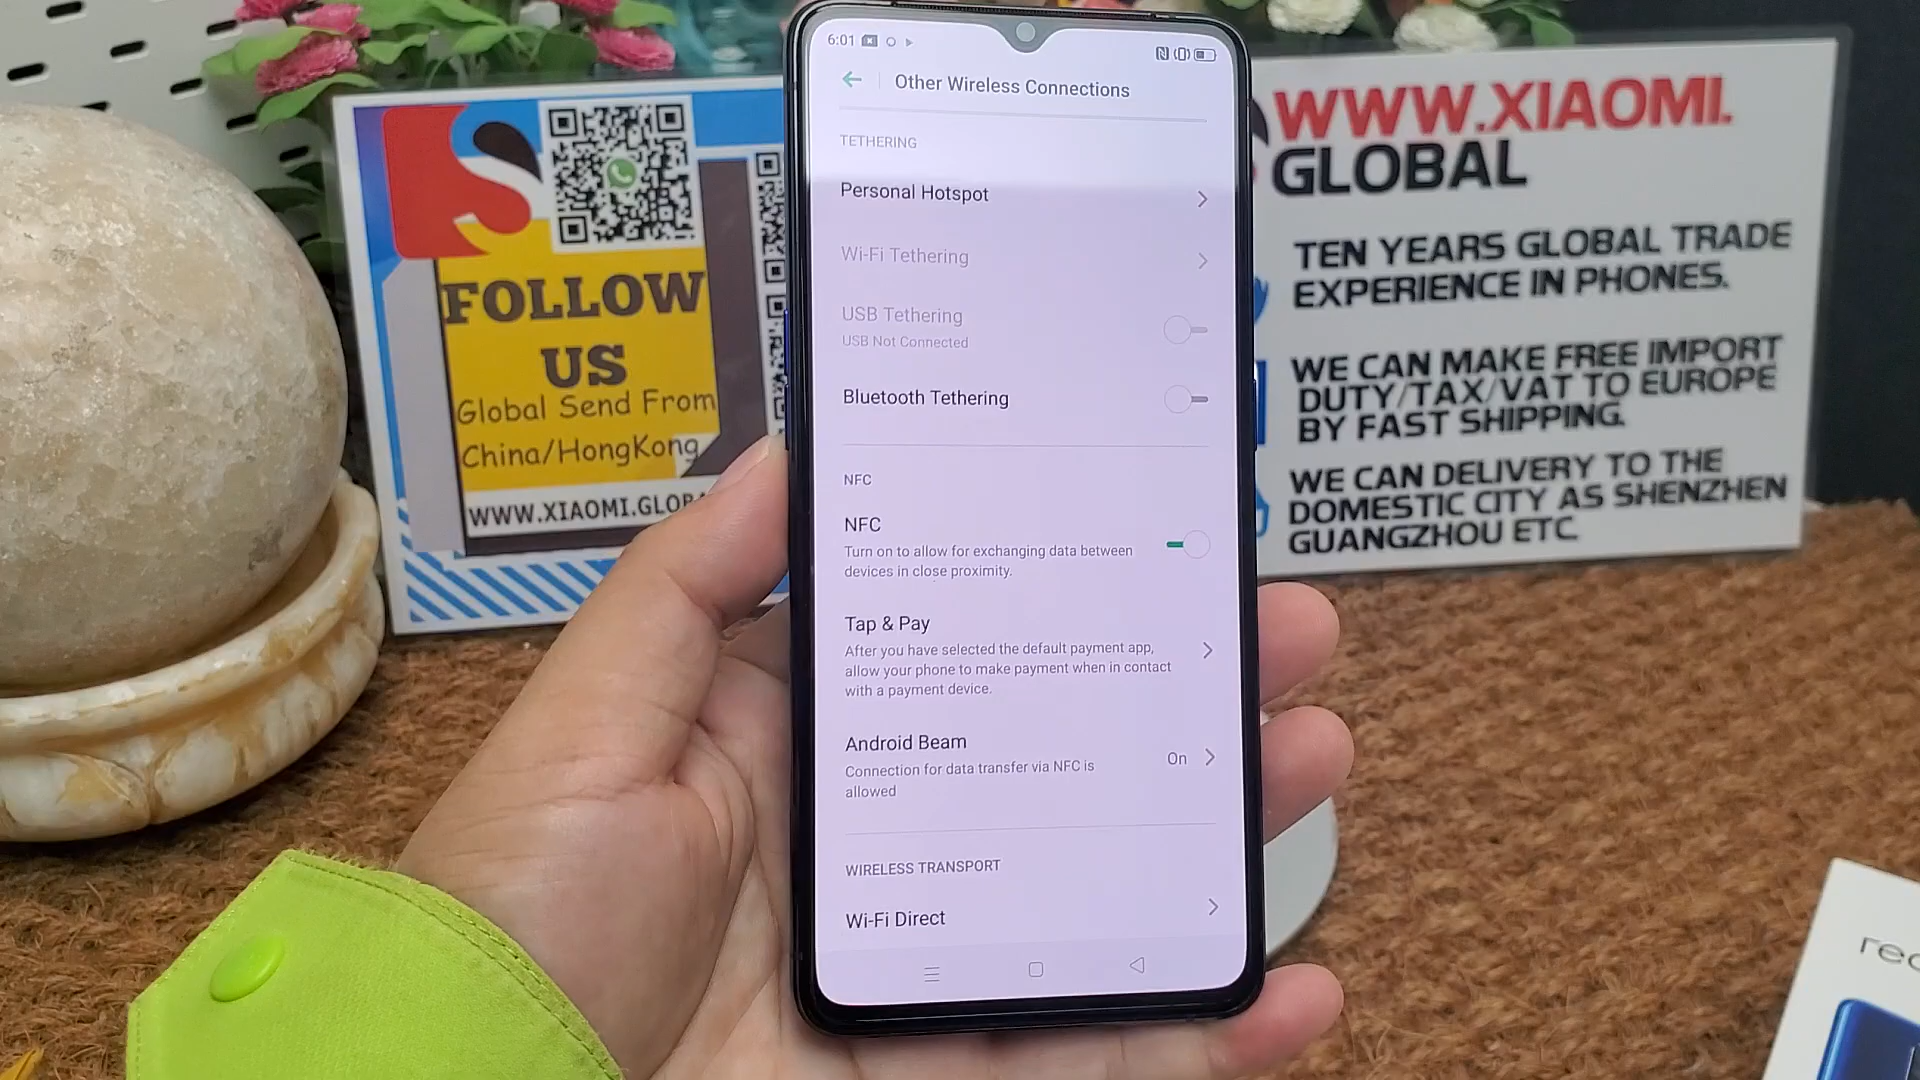 6:01
Other Wireless Connections
TETHERING
Personal Hotspot
Wi-Fi Tethering
USB Tethering
USB Not Connected
Bluetooth Tethering
NFC
NFC
Turn on to allow for exchanging data between
devices in close proximity.
Tap & Pay
After you have selected the default payment app,
allow your phone to make payment when in contact
with a payment device.
Android Beam
On
Connection for data transfer via NFC is
allowed
WIRELESS TRANSPORT
Wi-Fi Direct
FOLLOW
US
Global Send From
China/HongKong
WWW.XIAOMI.GLOB
WWW.XIAOMI.
GLOBAL
TEN YEARS GLOBAL TRADE
EXPERIENCE IN PHONES.
WE CAN MAKE FREE IMPORT
DUTY/TAX/VAT TO EUROPE
BY FAST SHIPPING.
WE CAN DELIVERY TO THE
DOMESTIC CITY AS SHENZHEN
GUANGZHOU ETC